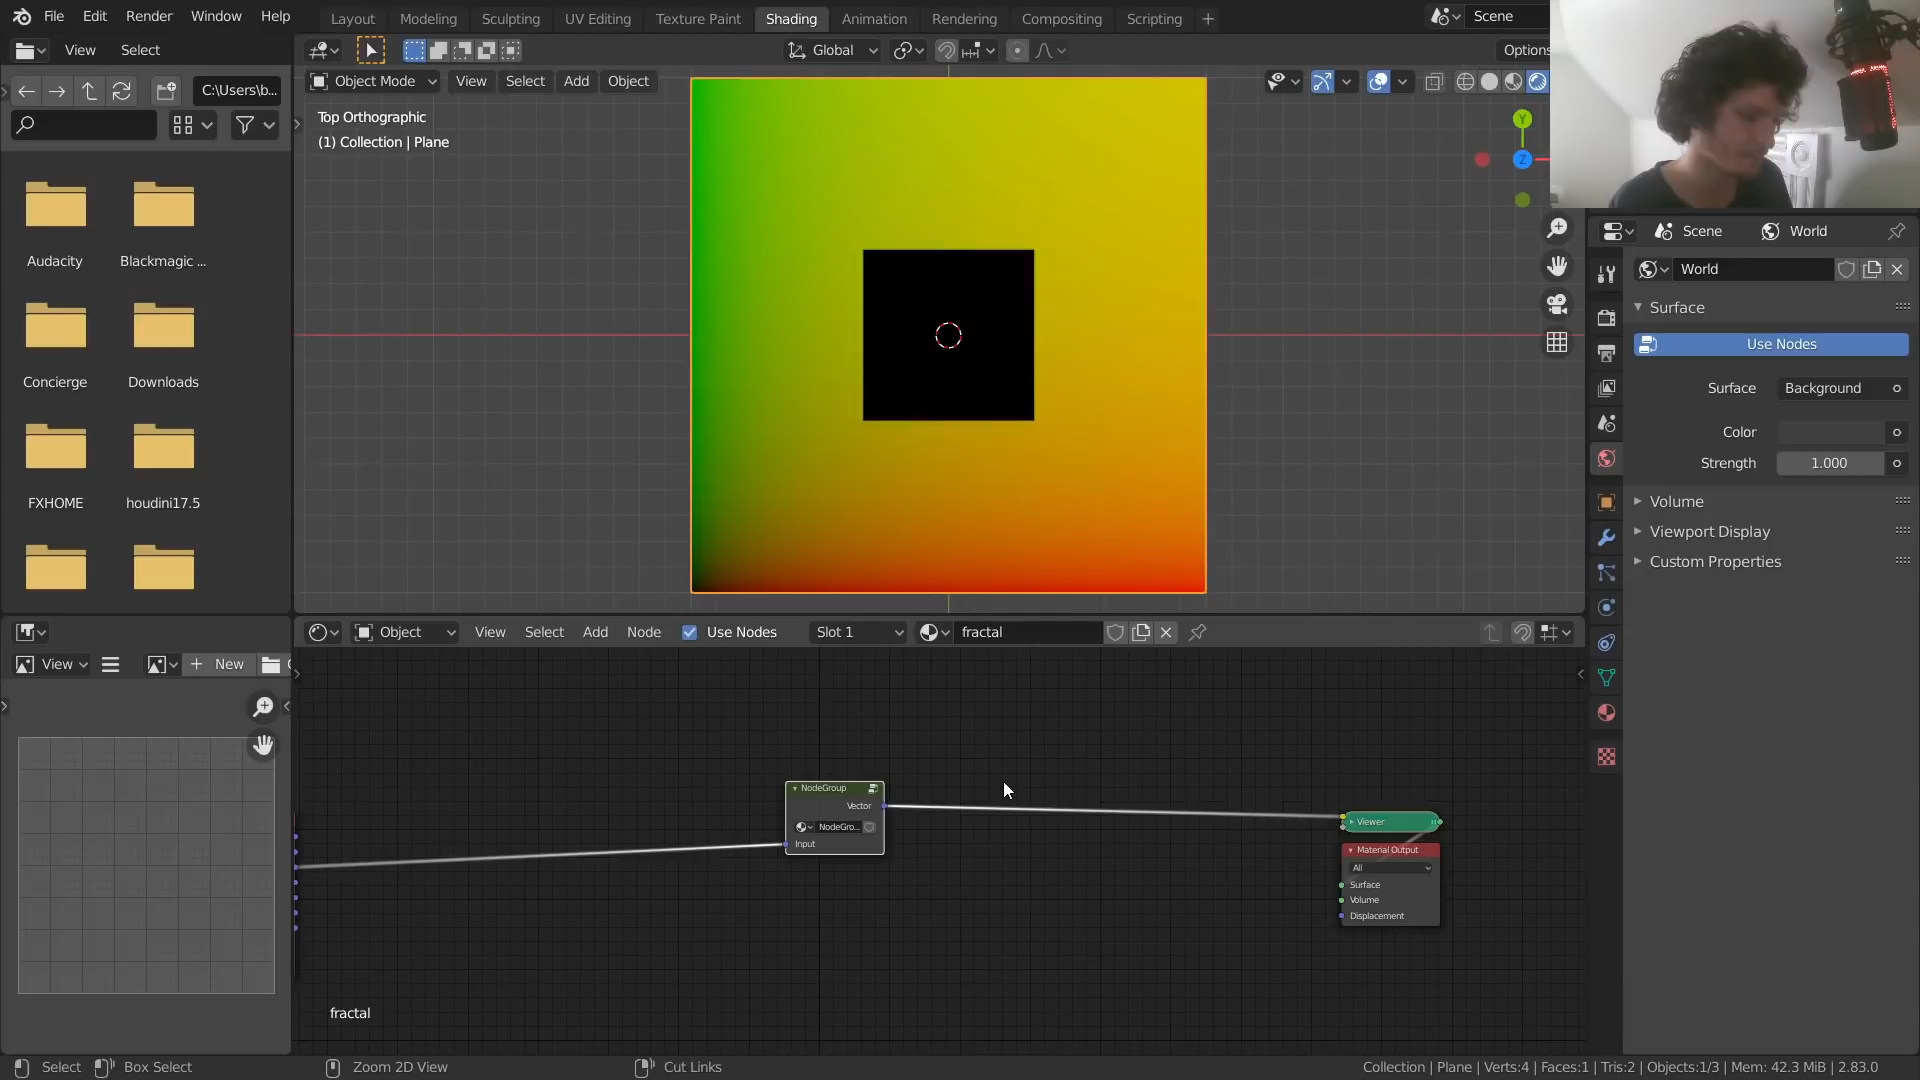 File Edit Render Window Help
Layout Modeling Sculpting UV Editing Texture Paint Shading Animation Rendering Compositing Scripting +
Scene
View Select
Global
Options
C:\Users\b...
Object Mode View Select Add Object
Top Orthographic
(1) Collection | Plane
Y
Z
Audacity Blackmagic ...
Concierge Downloads
FXHOME houdini17.5
Scene World
World
Surface
Use Nodes
Surface Background
Color
Strength 1.000
Volume
Viewport Display
Custom Properties
Object View Select Add Node Use Nodes Slot 1 fractal
View + New
NodeGroup
Vector
NodeGro...
Input
Viewer
Material Output
All
Surface
Volume
Displacement
fractal
Select Box Select Zoom 2D View Cut Links
Collection | Plane | Verts:4 | Faces:1 | Tris:2 | Objects:1/3 | Mem: 42.3 MiB | 2.83.0